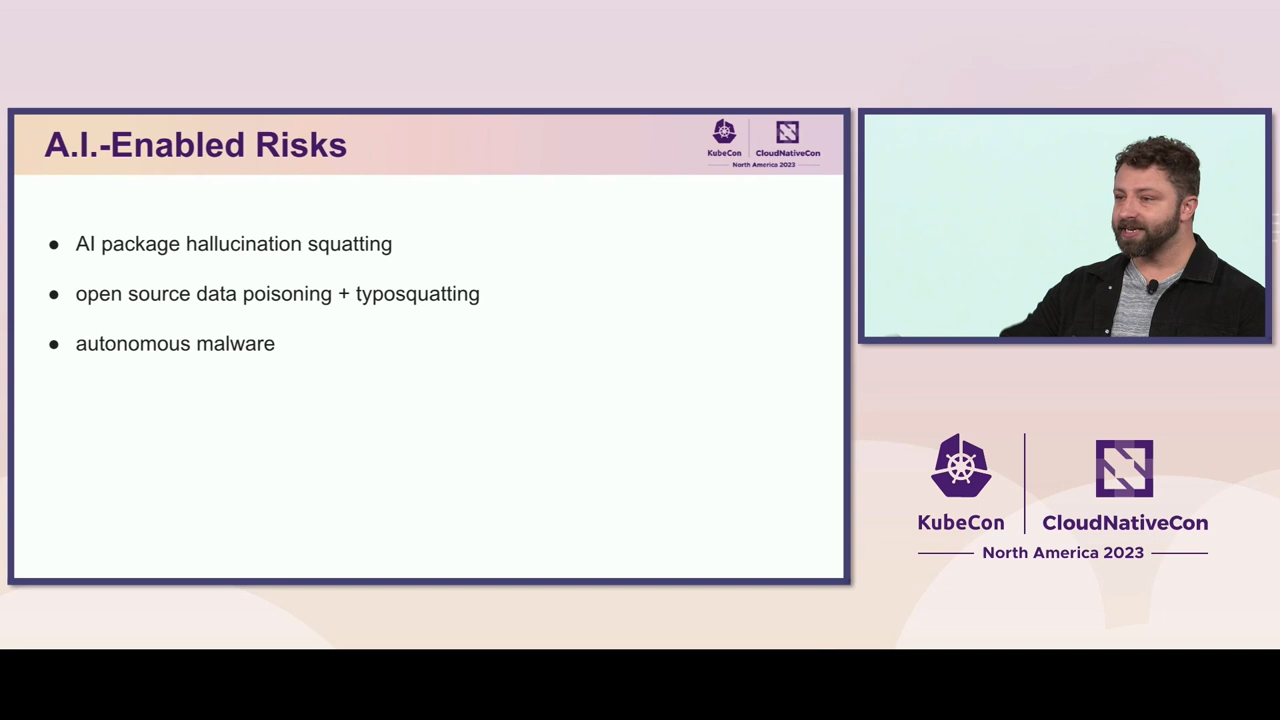 A.I.-Enabled Risks
KubeCon
CloudNativeCon
North America 2023
● AI package hallucination squatting
● open source data poisoning + typosquatting
● autonomous malware
KubeCon
CloudNativeCon
North America 2023